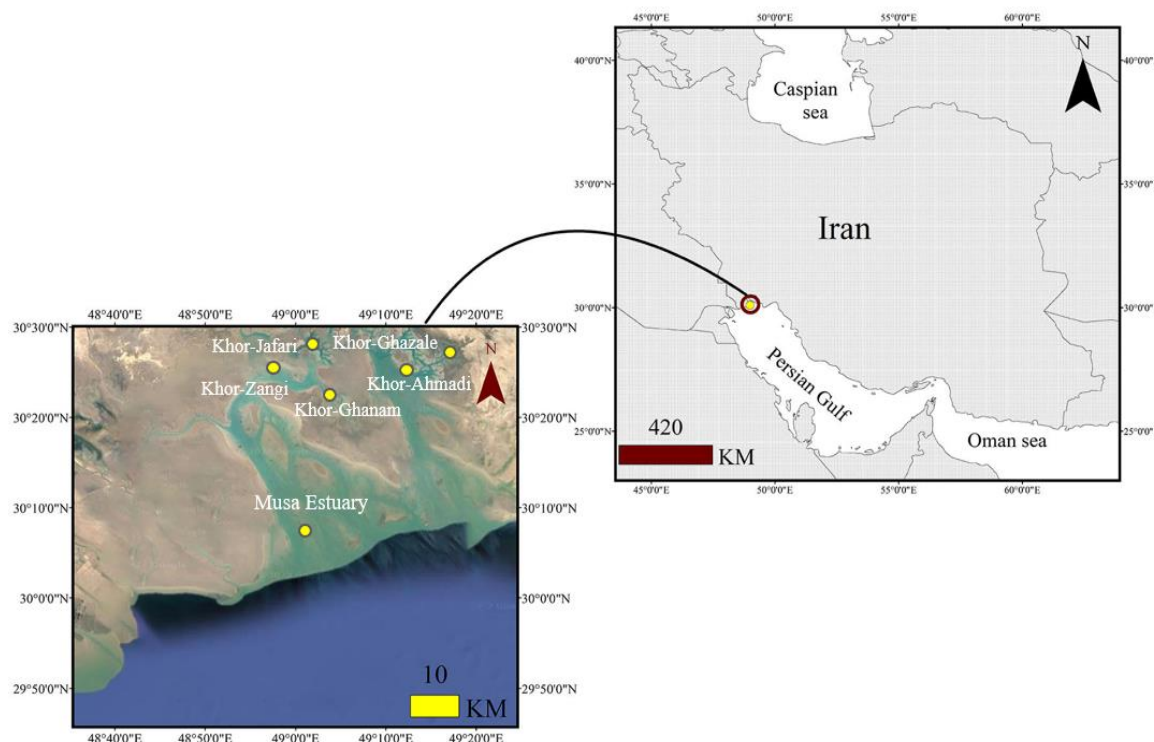 45°0'0"E 50°0'0"E 55°0'0"E 60°0'0"E
40°0'0"N
40°0'0"N
N
Caspian
sea
35°0'0"N
35°0'0"N
Iran
30°0'0"N
30°0'0"N
Persian Gulf
25°0'0"N
25°0'0"N
Oman sea
420
KM
45°0'0"E 50°0'0"E 55°0'0"E 60°0'0"E
48°40'0"E 48°50'0"E 49°0'0"E 49°10'0"E 49°20'0"E
30°30'0"N
30°30'0"N
Khor-Jafari
Khor-Ghazale
N
Khor-Zangi
Khor-Ahmadi
Khor-Ghanam
30°20'0"N
30°20'0"N
Musa Estuary
30°10'0"N
30°10'0"N
30°0'0"N
30°0'0"N
29°50'0"N
29°50'0"N
10
KM
48°40'0"E 48°50'0"E 49°0'0"E 49°10'0"E 49°20'0"E